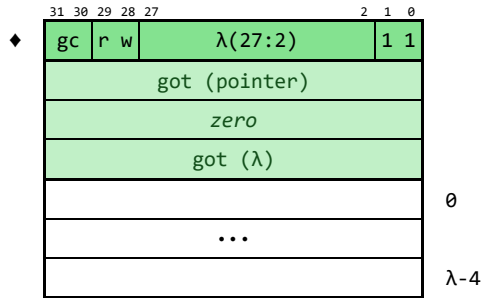 31 30 29 28 27 2 1 0
♦ gc r w λ(27:2) 1 1
got (pointer)
zero
got (λ)
0
...
λ-4